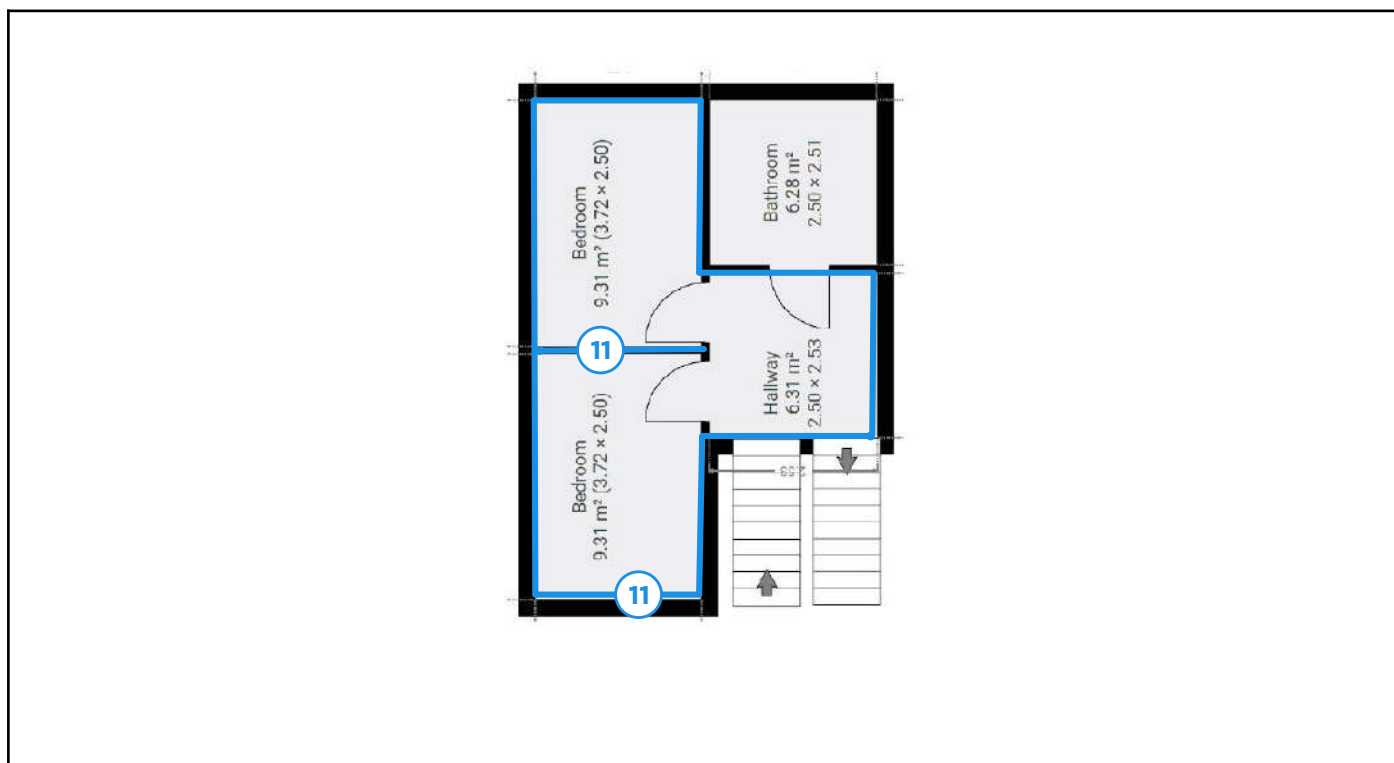 Bedroom
9.31 m² (3.72 × 2.50)
Bathroom
6.28 m²
2.50 × 2.51
11
Hallway
6.31 m²
2.50 × 2.53
Bedroom
9.31 m² (3.72 × 2.50)
11